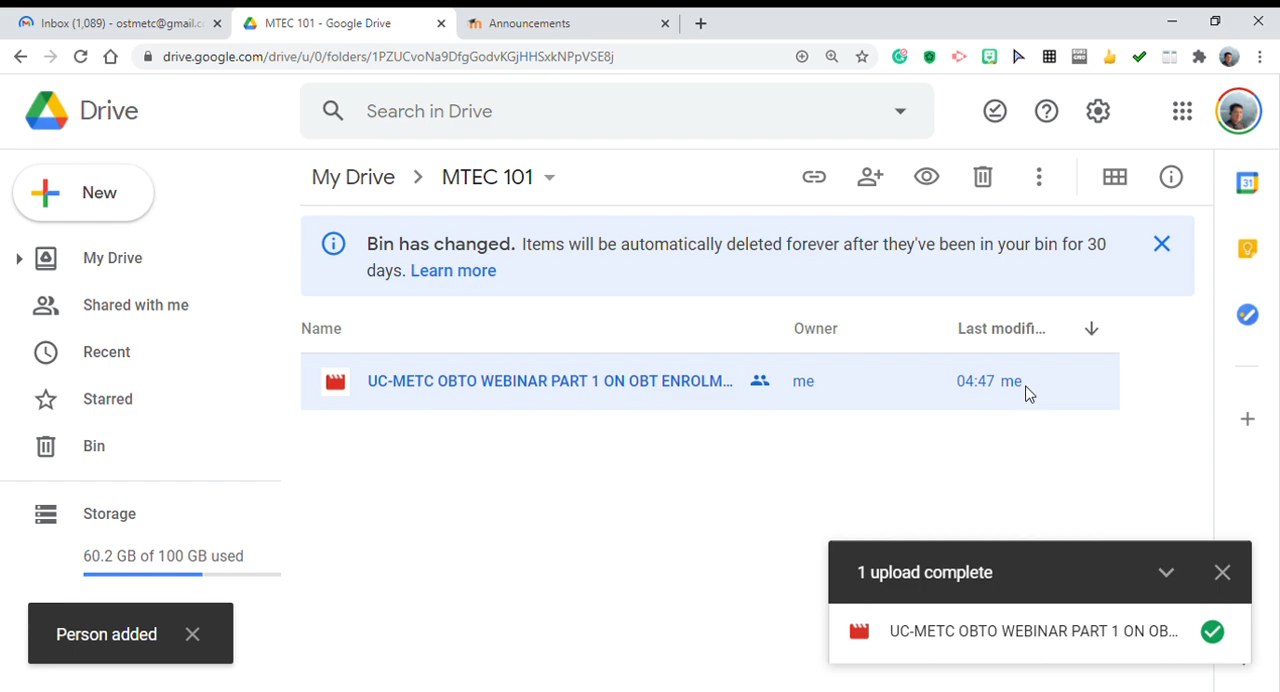 Inbox (1,089) - ostmetc@gmail.c
MTEC 101 - Google Drive
Announcements
drive.google.com/drive/u/0/folders/1PZUCvoNa9DfgGodvKGjHHSxkNPpVSE8j
Drive
Search in Drive
New
My Drive
Shared with me
Recent
Starred
Bin
Storage
60.2 GB of 100 GB used
My Drive > MTEC 101
Bin has changed. Items will be automatically deleted forever after they've been in your bin for 30
days. Learn more
Name Owner Last modifi...
UC-METC OBTO WEBINAR PART 1 ON OBT ENROLM... me 04:47 me
31
Person added
1 upload complete
UC-METC OBTO WEBINAR PART 1 ON OB...